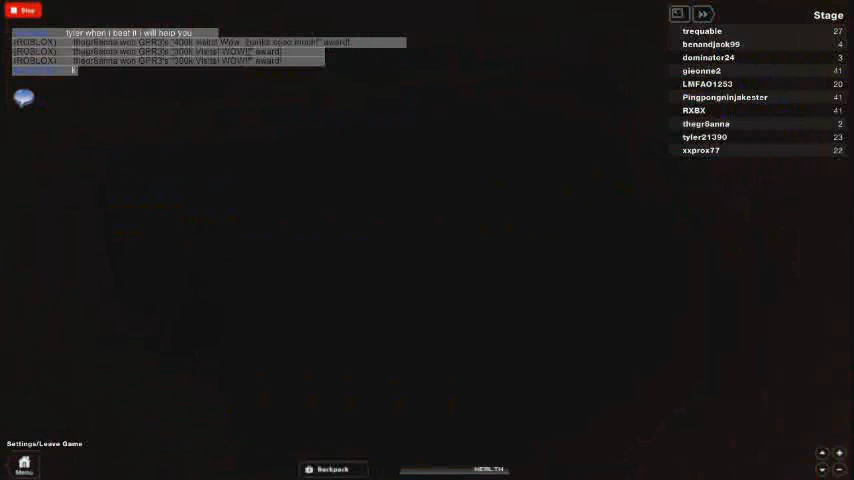 Stop
tyler when i beat it i will help you
[ROBLOX] thegr8anna won GPR3's "400k visits! Wow, much!" award!
[ROBLOX] thegr8anna won GPR3's "300k Visits! WOW!" award!
[ROBLOX] thegr8anna won GPR3's "300k Visits! WOW!" award!
k
Stage
trequable 27
benandjack99 4
dominater24 3
gieonne2 41
LMFAO1253 20
Pingpongninjakester 41
RXBX 41
thegr8anna 2
tyler21390 23
xxprox77 22
Settings/Leave Game
Menu
Backpack
HEALTH